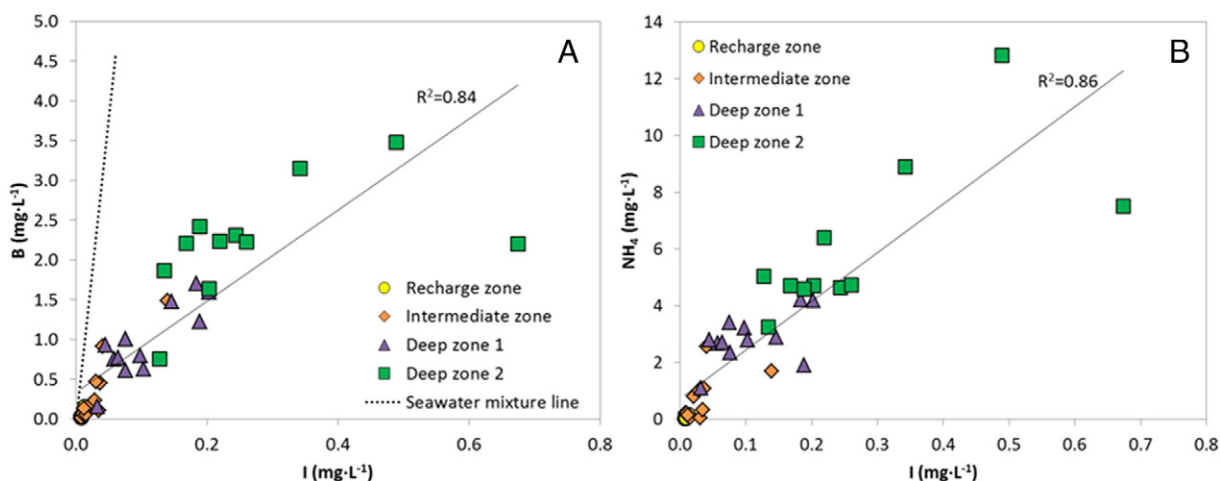 A
5.0
4.5
4.0
3.5
3.0
2.5
2.0
1.5
1.0
0.5
0.0
B (mg·L-1)
R2=0.84
Recharge zone
Intermediate zone
Deep zone 1
Deep zone 2
Seawater mixture line
0.0 0.2 0.4 0.6 0.8
I (mg·L-1)
B
14
12
10
8
6
4
2
0
NH4 (mg·L-1)
Recharge zone
Intermediate zone
Deep zone 1
Deep zone 2
R2=0.86
0.0 0.1 0.2 0.3 0.4 0.5 0.6 0.7 0.8
I (mg·L-1)